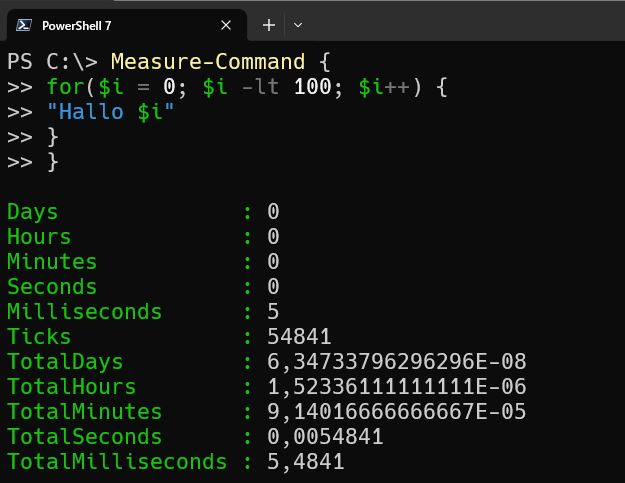 PowerShell 7
PS C:\> Measure-Command {
>> for($i = 0; $i -lt 100; $i++) {
>> "Hallo $i"
>> }
>> }
Days : 0
Hours : 0
Minutes : 0
Seconds : 0
Milliseconds : 5
Ticks : 54841
TotalDays : 6,34733796296296E-08
TotalHours : 1,52336111111111E-06
TotalMinutes : 9,14016666666667E-05
TotalSeconds : 0,0054841
TotalMilliseconds : 5,4841